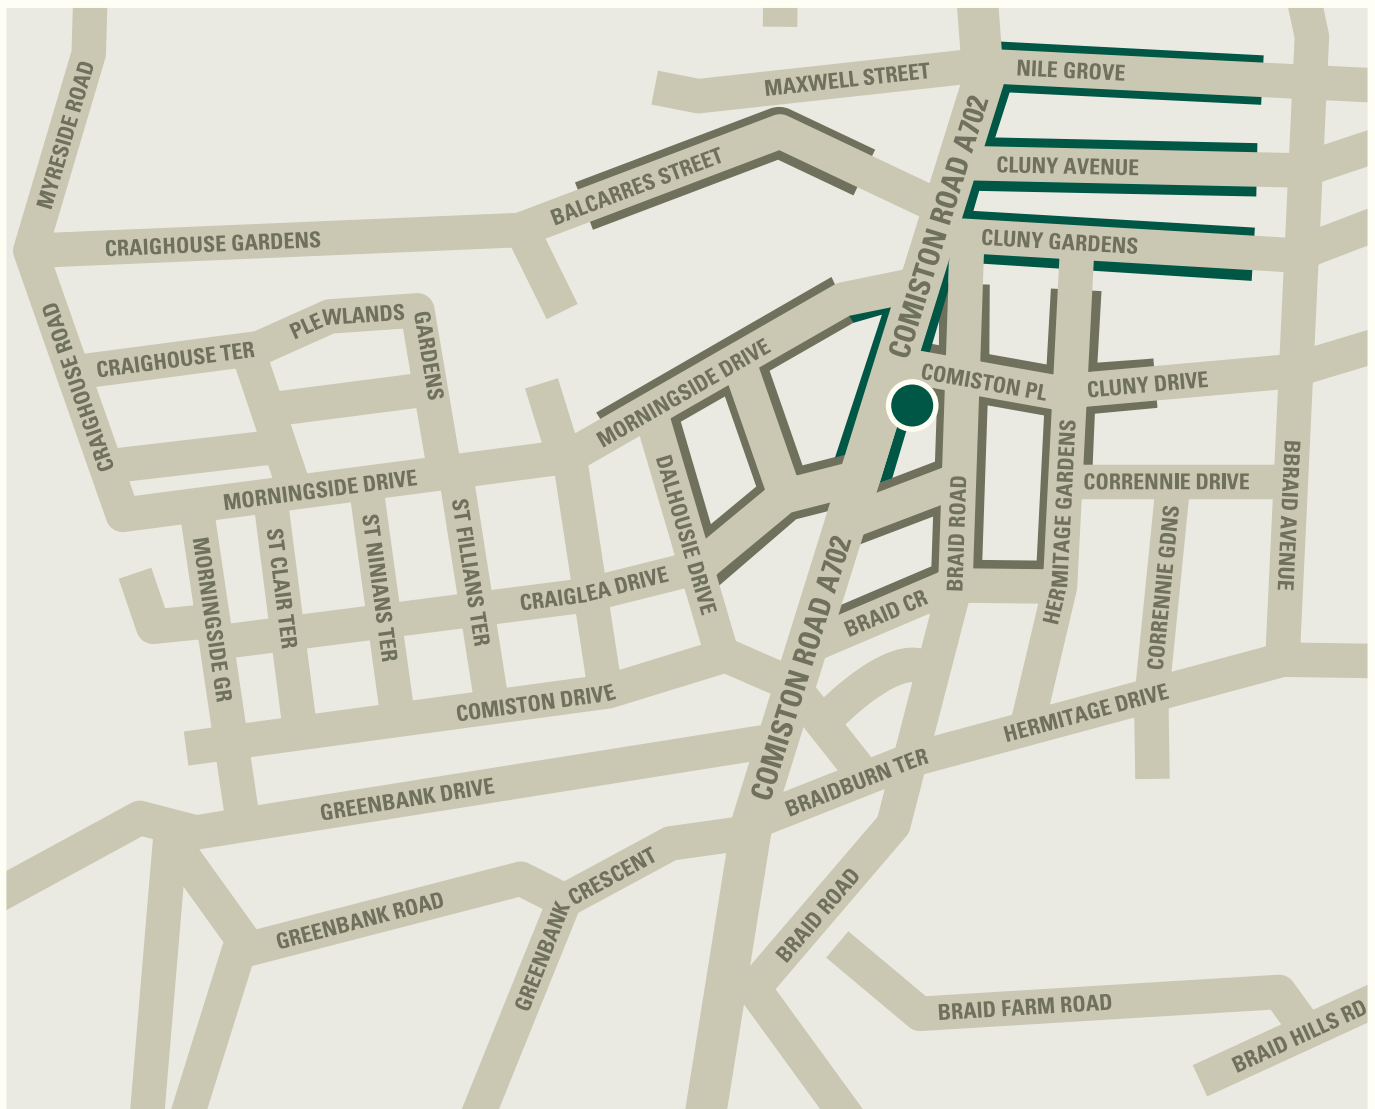 MAXWELL STREET
NILE GROVE
MYRESIDE ROAD
COMISTON ROAD A702
CLUNY AVENUE
BALCARRES STREET
CRAIGHOUSE GARDENS
CLUNY GARDENS
PLEWLANDS
GARDENS
CRAIGHOUSE ROAD
CRAIGHOUSE TER
MORNINGSIDE DRIVE
COMISTON PL
CLUNY DRIVE
MORNINGSIDE DRIVE
CORRENNIE DRIVE
BBRAID AVENUE
HERMITAGE GARDENS
BRAID ROAD
DALHOUSIE DRIVE
MORNINGSIDE GR
ST CLAIR TER
ST NINIANS TER
ST FILLIANS TER
CRAIGLEA DRIVE
CORRENNIE GDNS
COMISTON ROAD A702
BRAID CR
COMISTON DRIVE
HERMITAGE DRIVE
BRAIDBURN TER
GREENBANK DRIVE
GREENBANK CRESCENT
GREENBANK ROAD
BRAID ROAD
BRAID FARM ROAD
BRAID HILLS RD